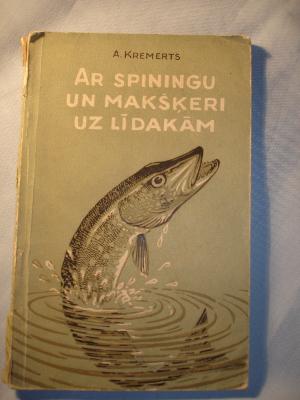 A. KREMERTS
AR SPININGU
UN MAKŠĶERI
UZ LĪDAKĀM